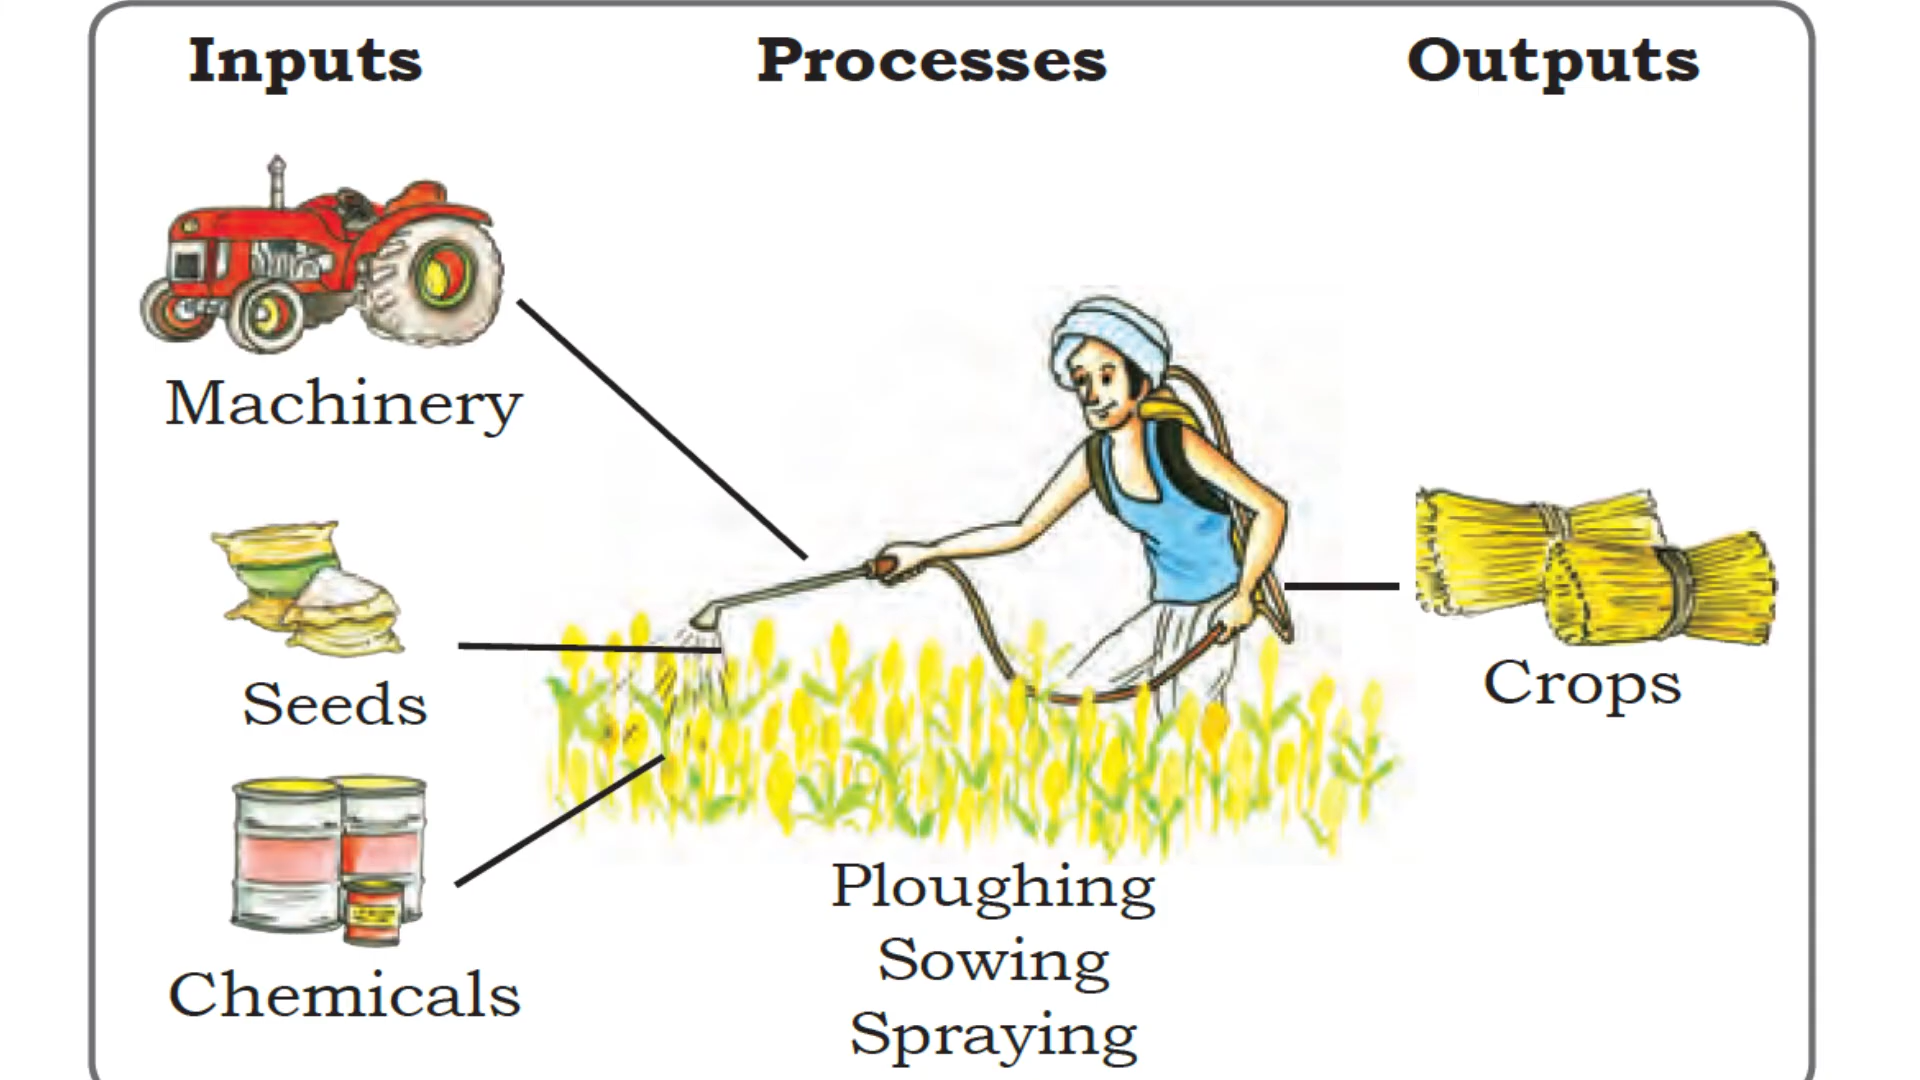 Inputs
Processes
Outputs
Machinery
Seeds
Crops
Chemicals
Ploughing
Sowing
Spraying